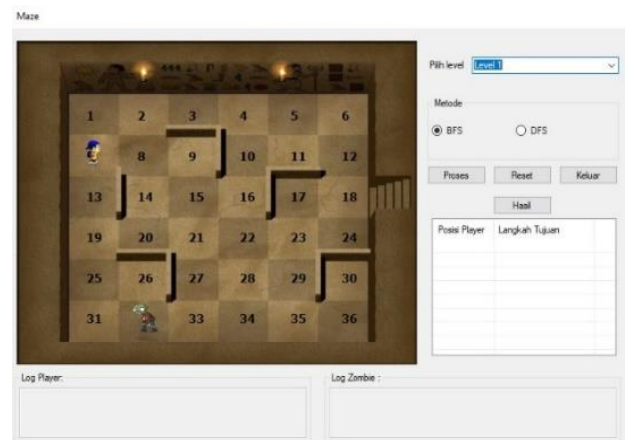 Maze
Pilih level Level 1
1 2 3 4 5 6
8 9 10 11 12
13 14 15 16 17 18
19 20 21 22 23 24
25 26 27 28 29 30
31 33 34 35 36
Metode
BFS DFS
Proses Reset Keluar
Hasil
Posisi Player Langkah Tujuan
Log Player:
Log Zombie :